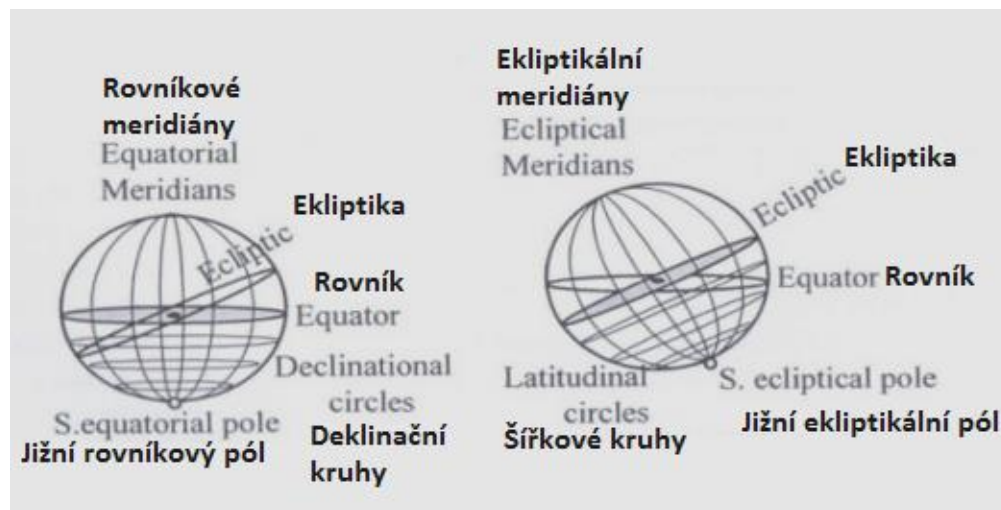 Rovníkové
meridiány
Equatorial
Meridians
Ekliptika
Ecliptic
Rovník
Equator
Declinational
circles
S.equatorial pole
Jižní rovníkový pól
Deklinační
kruhy
Ekliptikální
meridiány
Ecliptical
Meridians
Ekliptika
Ecliptic
Equator Rovník
Latitudinal
circles
Šířkové kruhy
S. ecliptical pole
Jižní ekliptikální pól